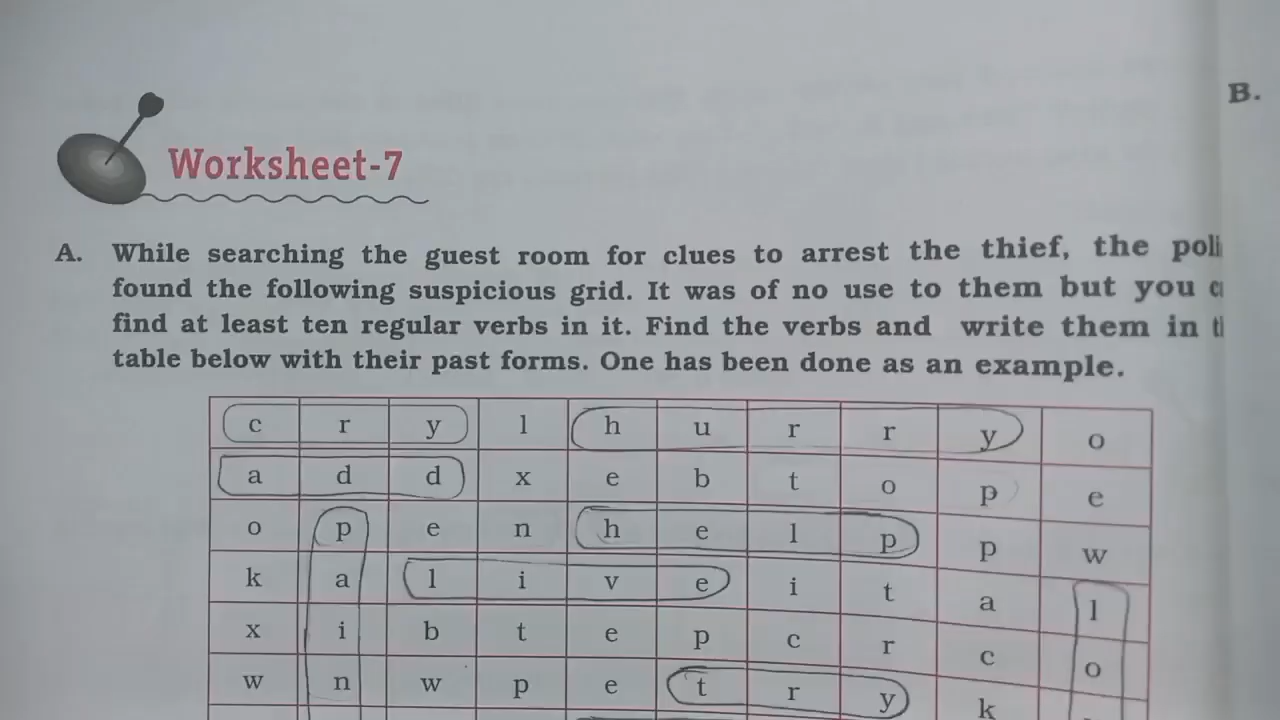 B.
Worksheet-7
A. While searching the guest room for clues to arrest the thief, the
found the following suspicious grid. It was of no use to them but you
find at least ten regular verbs in it. Find the verbs and write them in
table below with their past forms. One has been done as an example.
c r y l h u r r y o
a d d x e b t o p e
o p e n h e l p p w
k a l i v e i t a l
x i b t e p c r c o
w n w p e t r y k